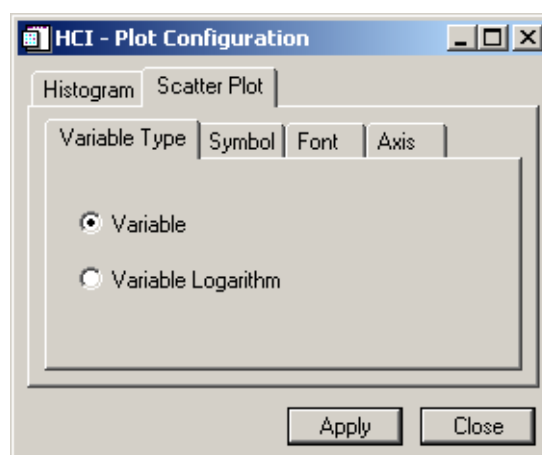 HCI - Plot Configuration
Histogram Scatter Plot
Variable Type Symbol Font Axis
Variable
Variable Logarithm
Apply Close